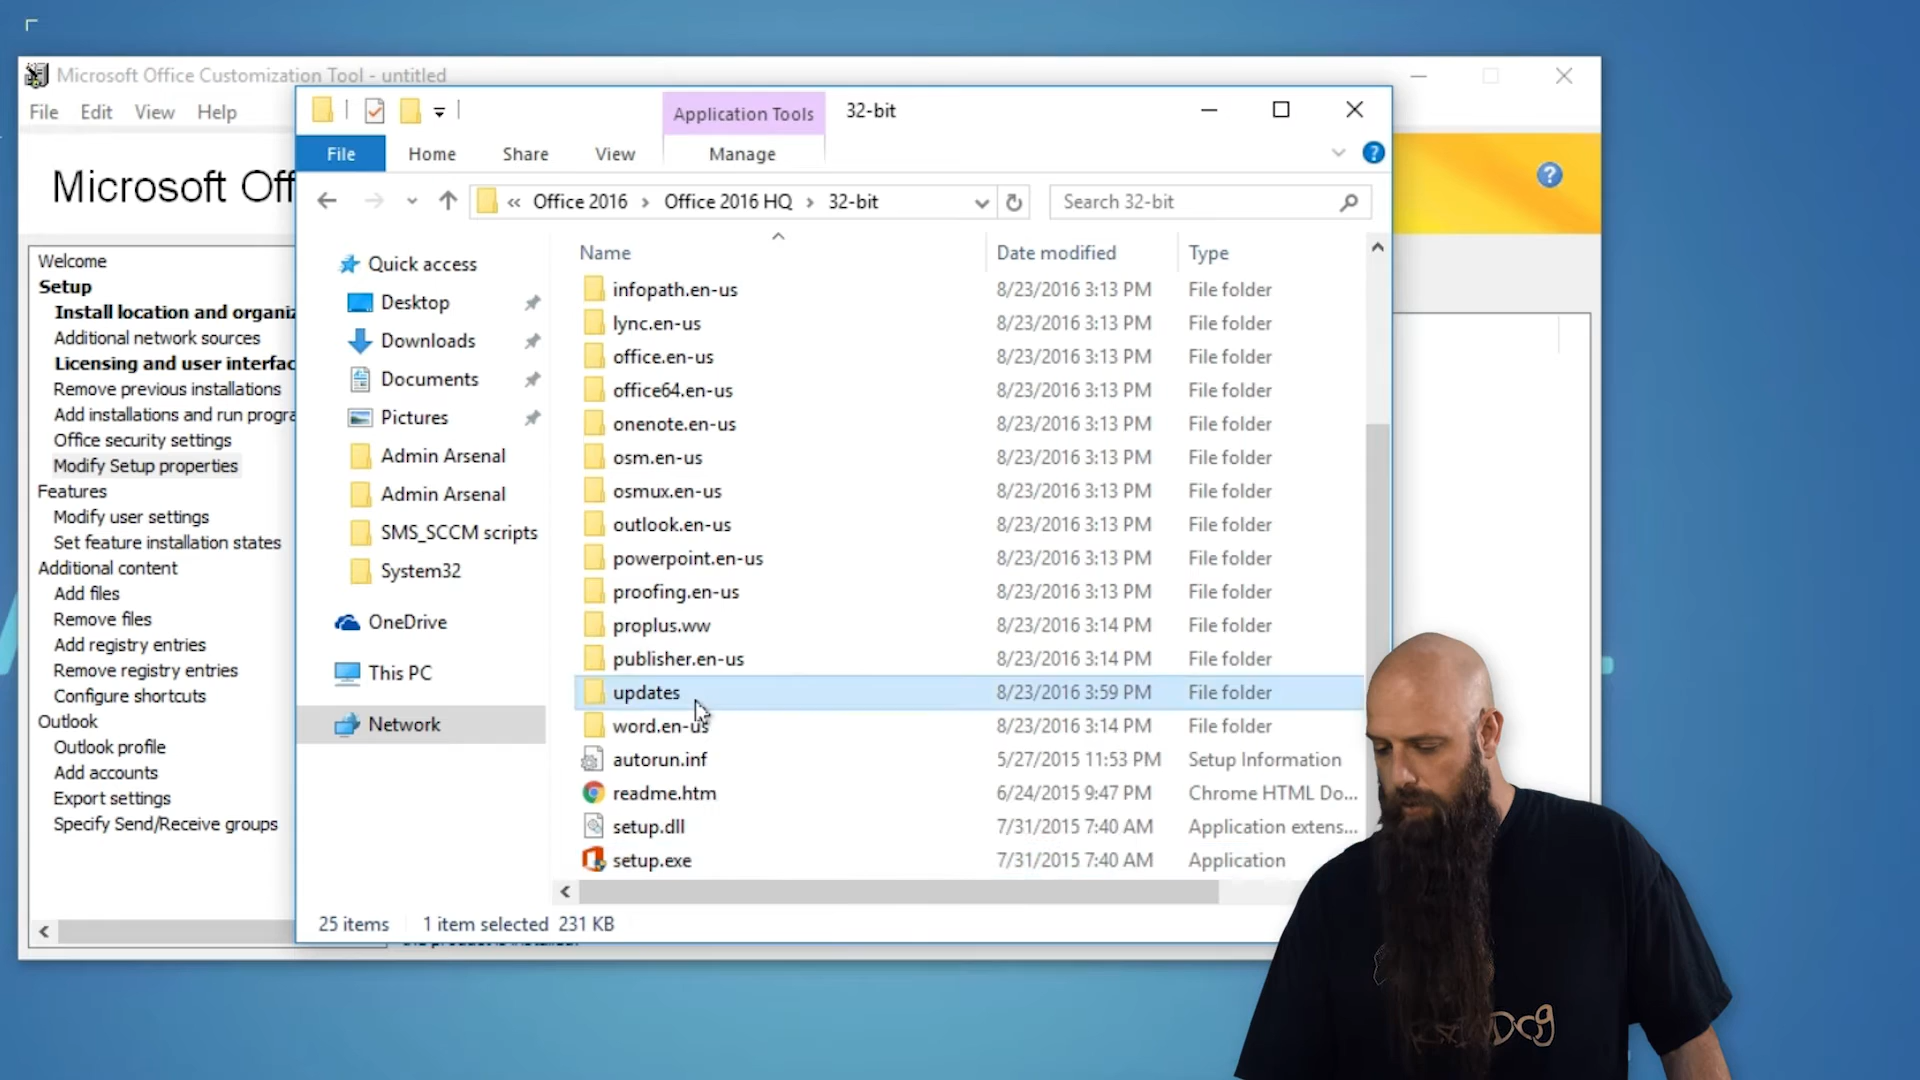 Microsoft Office Customization Tool - untitled
File Edit View Help
Microsoft Off
Welcome
Setup
Install location and organiz
Additional network sources
Licensing and user interfac
Remove previous installations
Add installations and run progra
Office security settings
Modify Setup properties
Features
Modify user settings
Set feature installation states
Additional content
Add files
Remove files
Add registry entries
Remove registry entries
Configure shortcuts
Outlook
Outlook profile
Add accounts
Export settings
Specify Send/Receive groups
Application Tools 32-bit
File Home Share View Manage
« Office 2016 › Office 2016 HQ › 32-bit
Search 32-bit
Quick access
Desktop
Downloads
Documents
Pictures
Admin Arsenal
Admin Arsenal
SMS_SCCM scripts
System32
OneDrive
This PC
Network
Name Date modified Type
infopath.en-us 8/23/2016 3:13 PM File folder
lync.en-us 8/23/2016 3:13 PM File folder
office.en-us 8/23/2016 3:13 PM File folder
office64.en-us 8/23/2016 3:13 PM File folder
onenote.en-us 8/23/2016 3:13 PM File folder
osm.en-us 8/23/2016 3:13 PM File folder
osmux.en-us 8/23/2016 3:13 PM File folder
outlook.en-us 8/23/2016 3:13 PM File folder
powerpoint.en-us 8/23/2016 3:13 PM File folder
proofing.en-us 8/23/2016 3:13 PM File folder
proplus.ww 8/23/2016 3:14 PM File folder
publisher.en-us 8/23/2016 3:14 PM File folder
updates 8/23/2016 3:59 PM File folder
word.en-us 8/23/2016 3:14 PM File folder
autorun.inf 5/27/2015 11:53 PM Setup Information
readme.htm 6/24/2015 9:47 PM Chrome HTML Do...
setup.dll 7/31/2015 7:40 AM Application extens...
setup.exe 7/31/2015 7:40 AM Application
25 items 1 item selected 231 KB